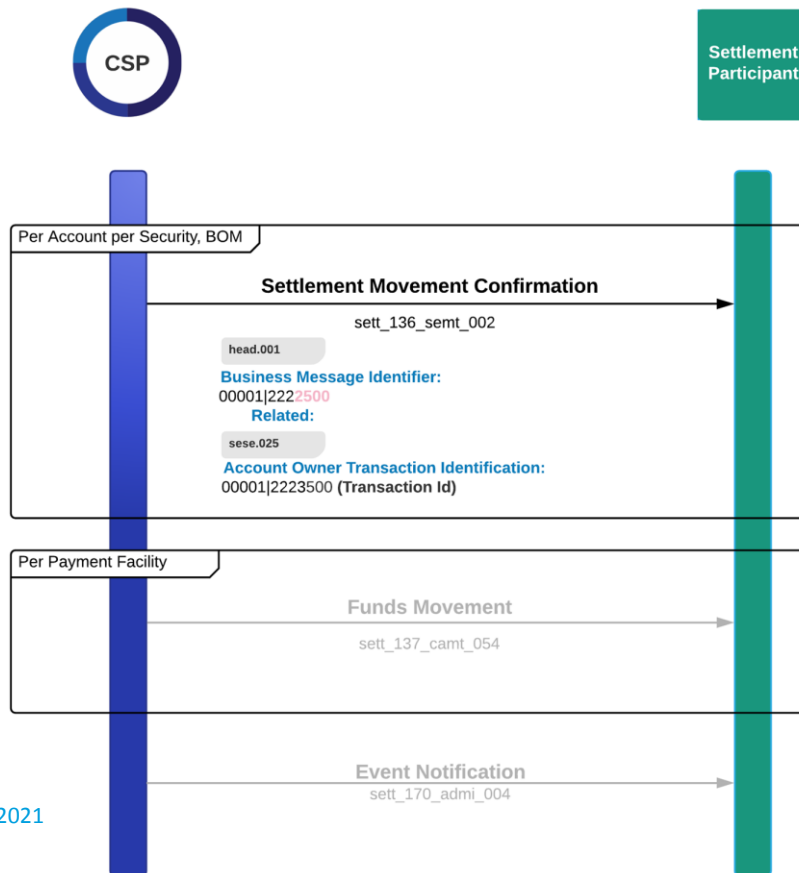 CSP
Settlement
Participant
Per Account per Security, BOM
Settlement Movement Confirmation
sett_136_semt_002
head.001
Business Message Identifier:
00001|2222500
Related:
sese.025
Account Owner Transaction Identification:
00001|2223500 (Transaction Id)
Per Payment Facility
Funds Movement
sett_137_camt_054
Event Notification
sett_170_admi_004
2021